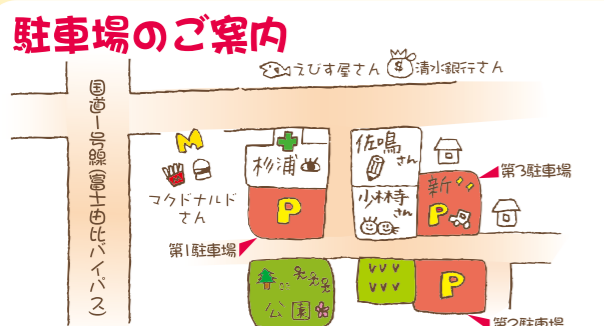 駐車場のご案内
えびす屋さん
$
清水銀行さん
国道1号線(富士由比バイパス)
M
マクドナルド
さん
杉浦
佐鳴
さん
小林寺
さん
新
P
P
第3駐車場
第1駐車場
公園
P
第2駐車場